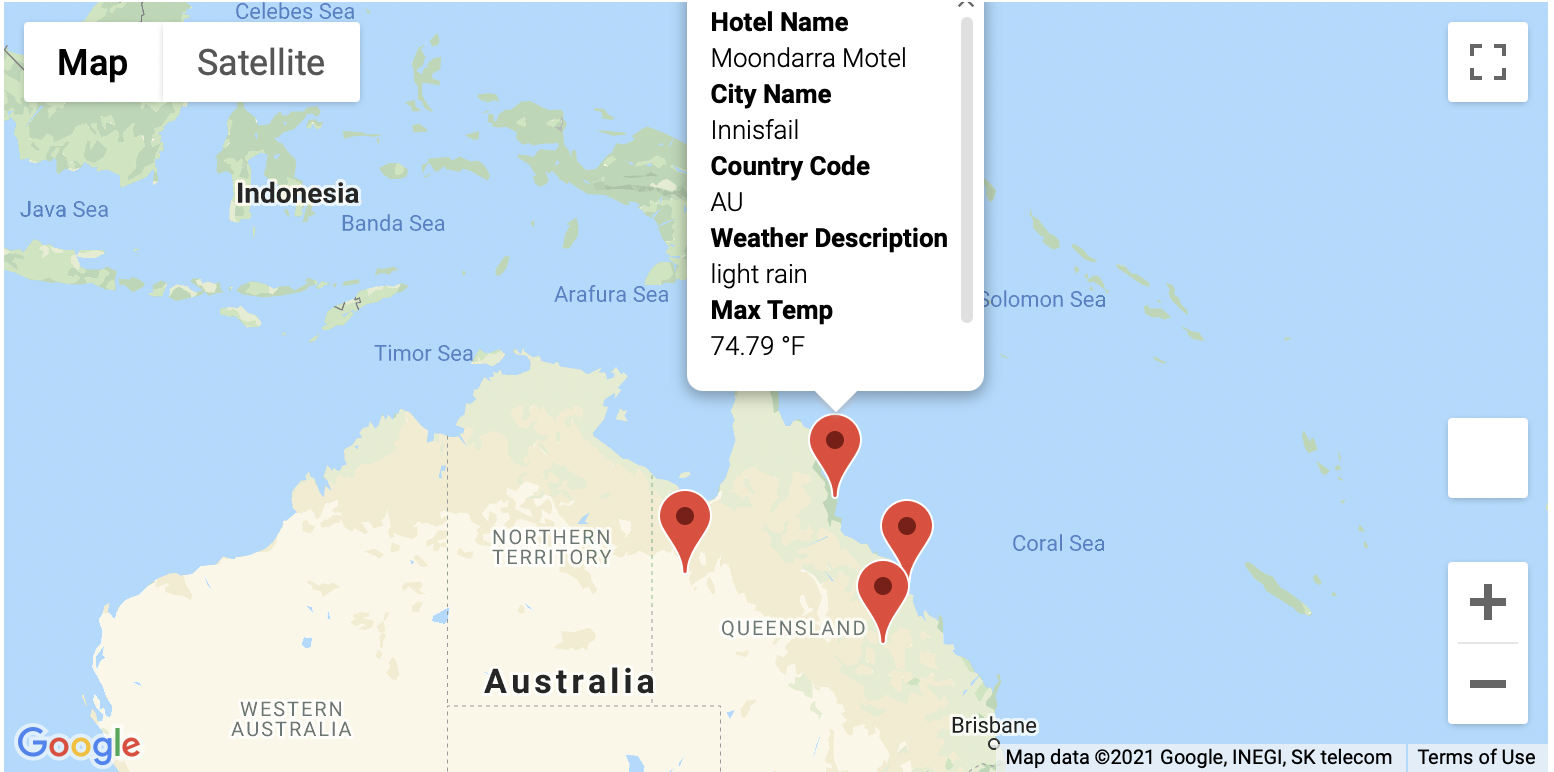 Celebes Sea
Map
Satellite
Hotel Name
Moondarra Motel
City Name
Innisfail
Country Code
AU
Weather Description
light rain
Max Temp
74.79 °F
Indonesia
Java Sea
Banda Sea
Arafura Sea
Solomon Sea
Timor Sea
NORTHERN
TERRITORY
Coral Sea
QUEENSLAND
Australia
WESTERN
AUSTRALIA
Brisbane
Google
Map data ©2021 Google, INEGI, SK telecom
Terms of Use